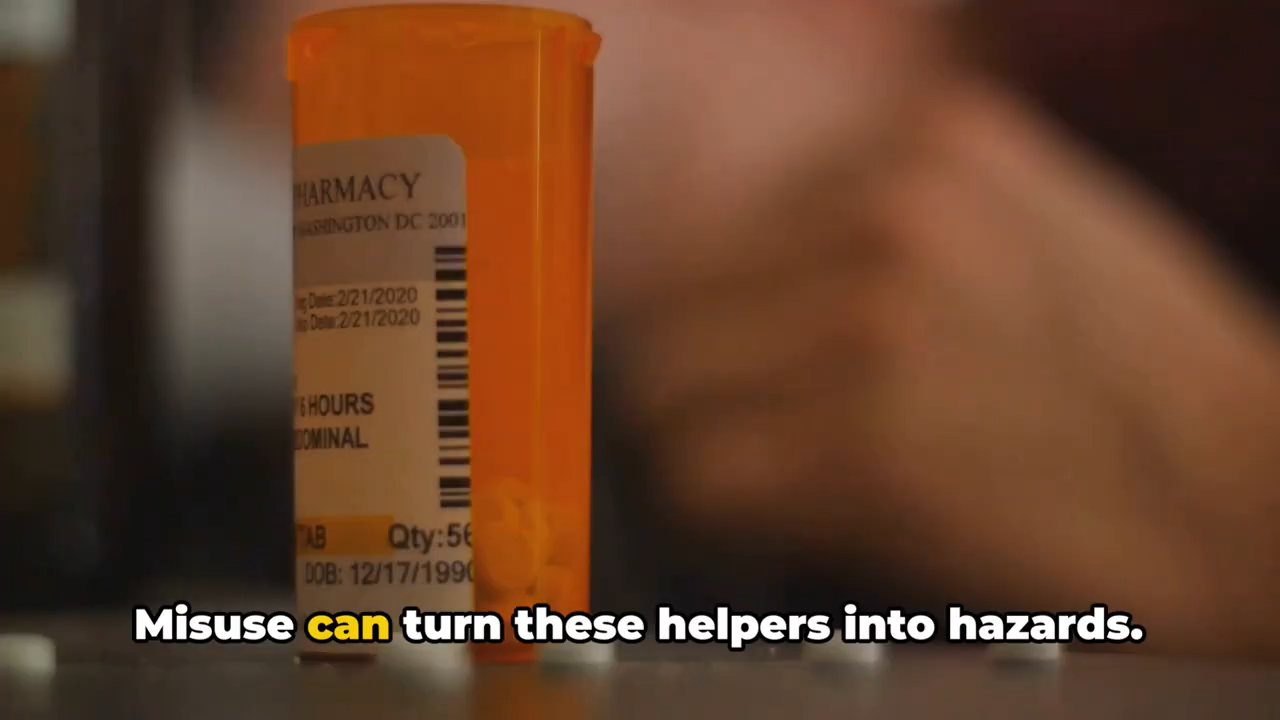 HARMACY
WASHINGTON DC 2001
Date:2/21/2020
Date:2/21/2020
6 HOURS
DOMINAL
TAB Qty:56
DOB: 12/17/1990
Misuse can turn these helpers into hazards.